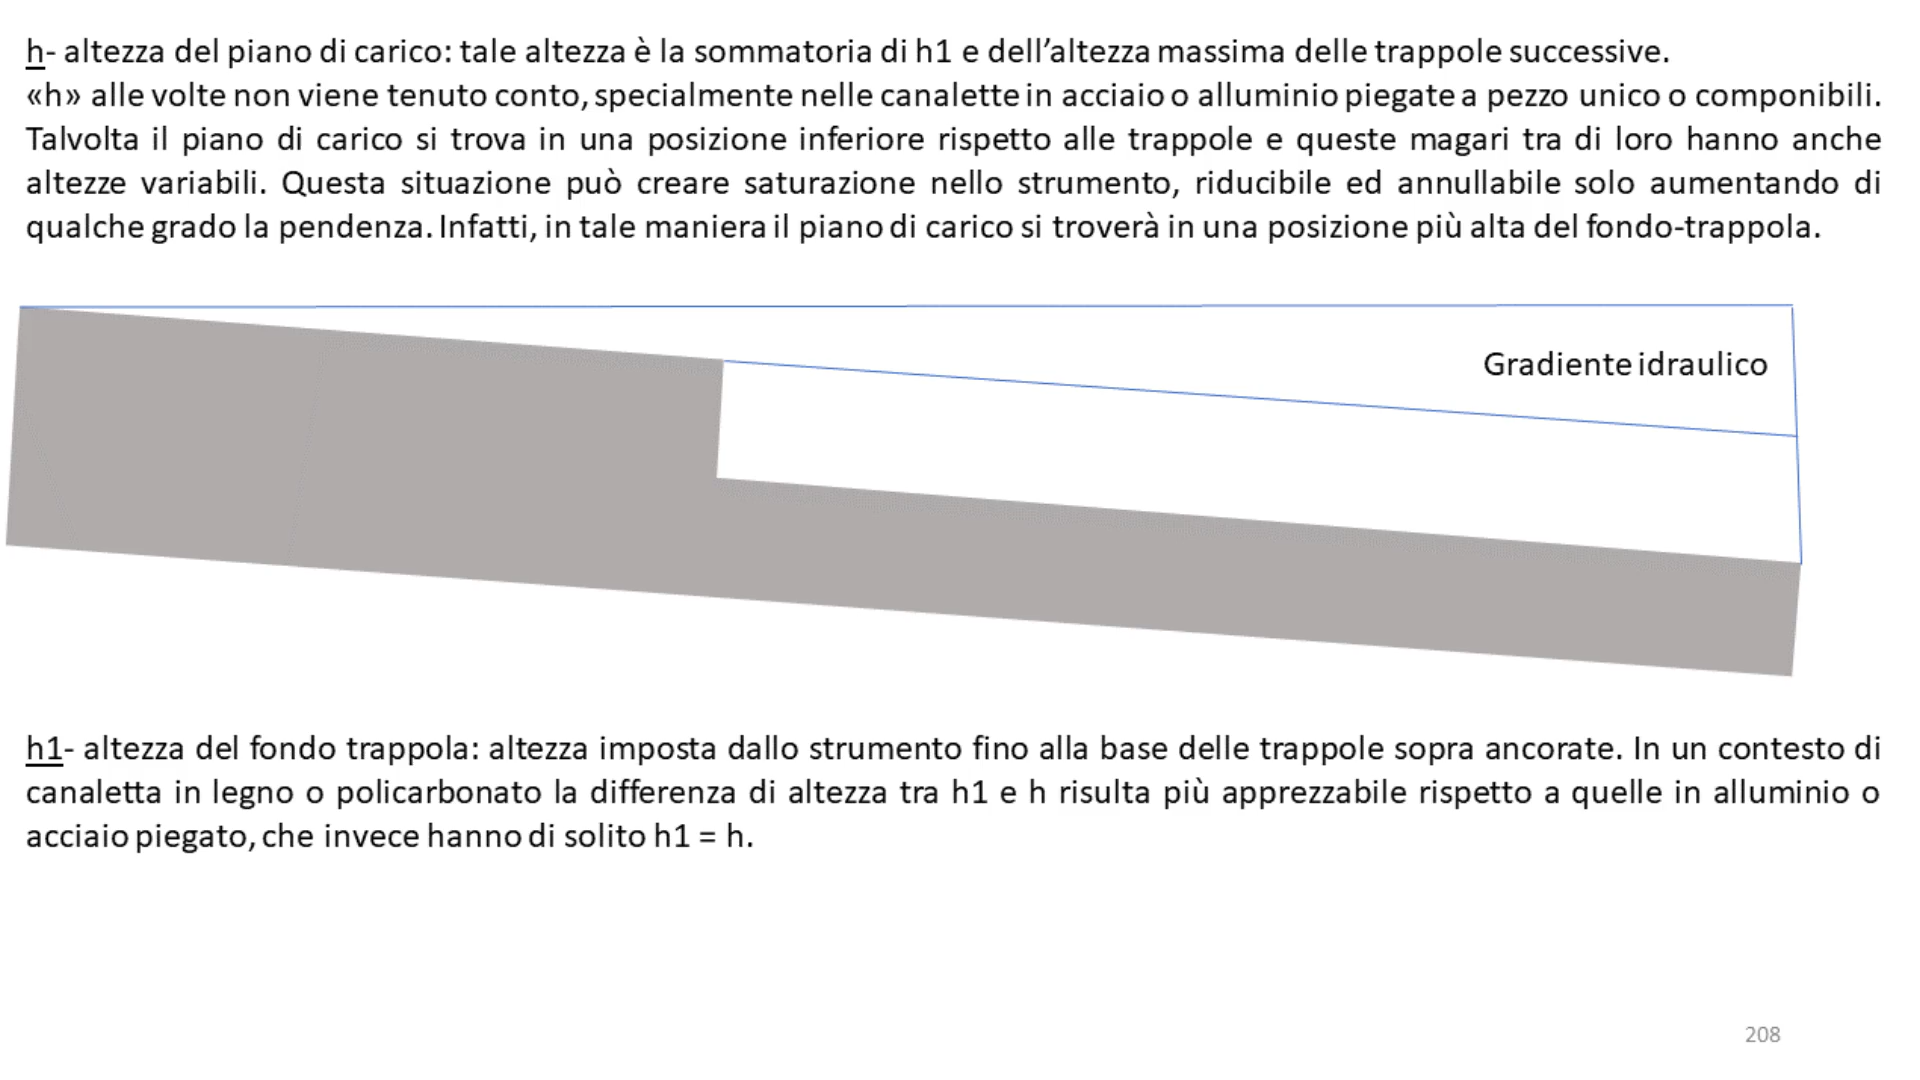 h- altezza del piano di carico: tale altezza è la sommatoria di h1 e dell’altezza massima delle trappole successive.
«h» alle volte non viene tenuto conto, specialmente nelle canalette in acciaio o alluminio piegate a pezzo unico o componibili.
Talvolta il piano di carico si trova in una posizione inferiore rispetto alle trappole e queste magari tra di loro hanno anche
altezze variabili. Questa situazione può creare saturazione nello strumento, riducibile ed annullabile solo aumentando di
qualche grado la pendenza. Infatti, in tale maniera il piano di carico si troverà in una posizione più alta del fondo-trappola.
Gradiente idraulico
h1- altezza del fondo trappola: altezza imposta dallo strumento fino alla base delle trappole sopra ancorate. In un contesto di
canaletta in legno o policarbonato la differenza di altezza tra h1 e h risulta più apprezzabile rispetto a quelle in alluminio o
acciaio piegato, che invece hanno di solito h1 = h.
208